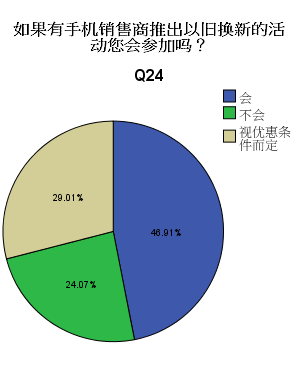 如果有手机销售商推出以旧换新的活
动您会参加吗？
Q24
会
不会
视优惠条
件而定
29.01%
46.91%
24.07%